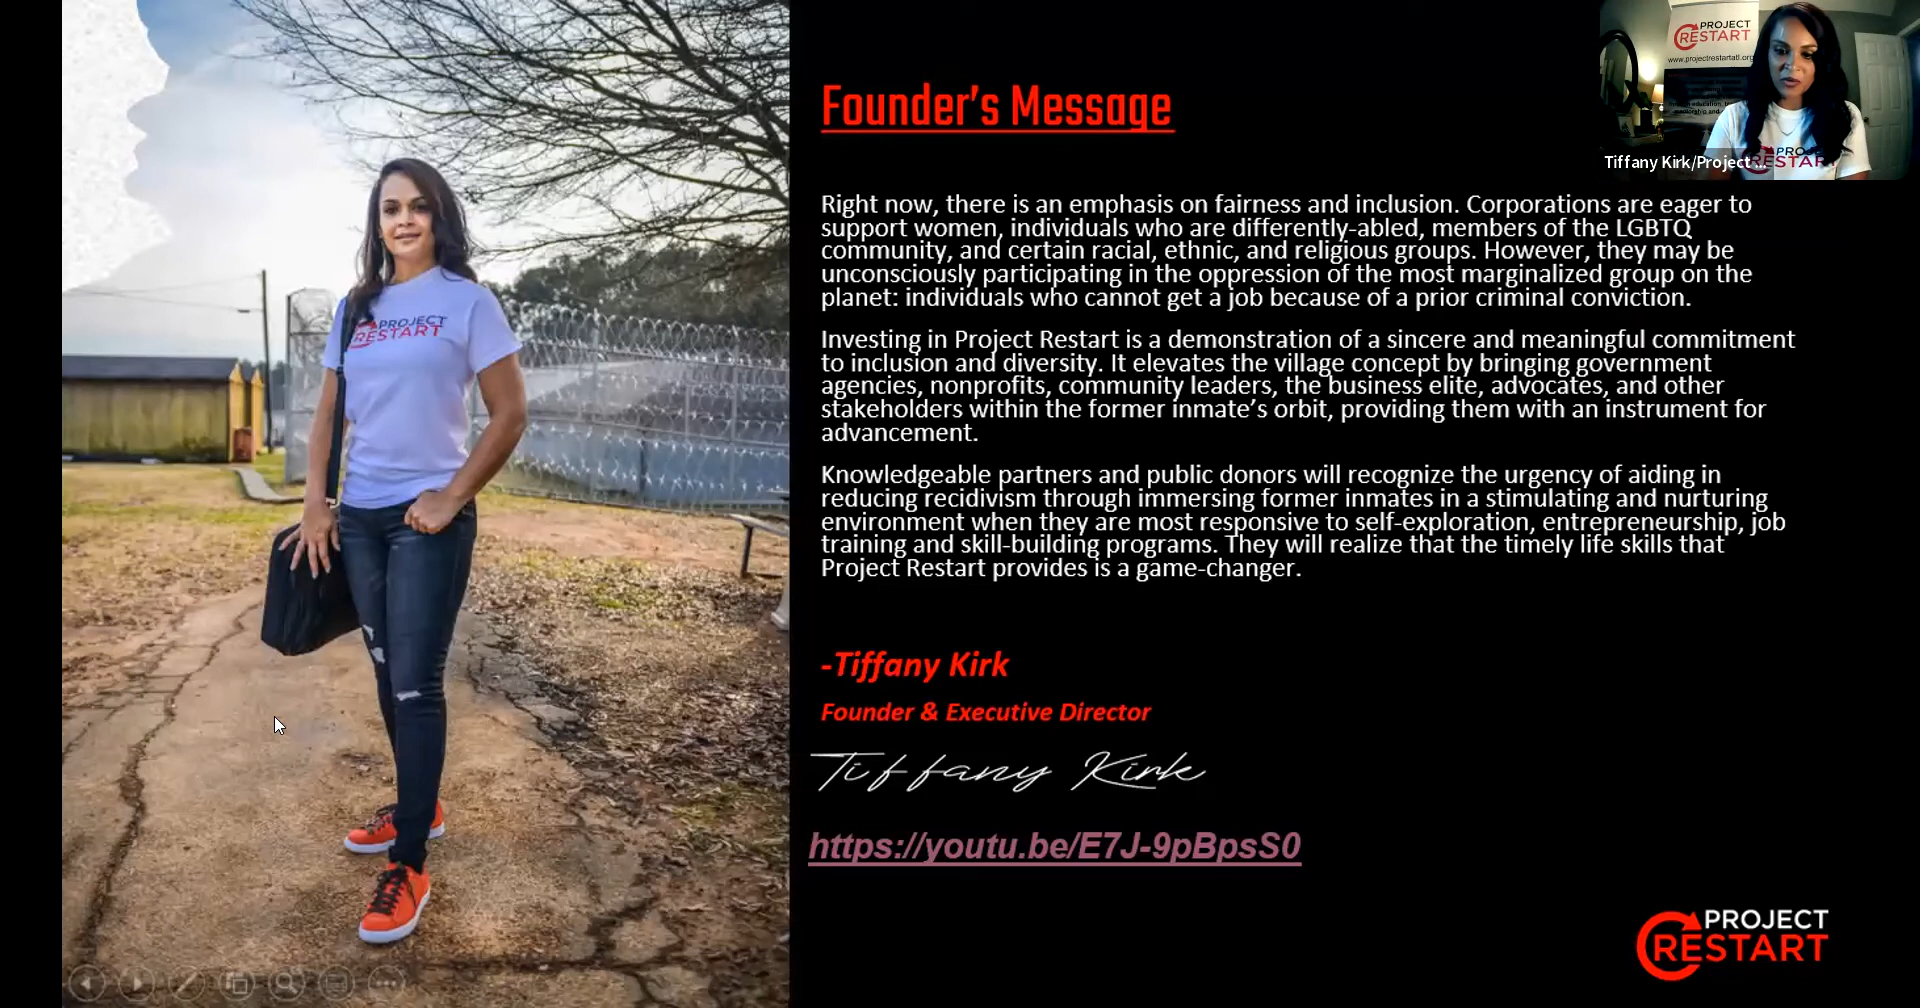 Founder's Message
Right now, there is an emphasis on fairness and inclusion. Corporations are eager to
support women, individuals who are differently-abled, members of the LGBTQ
community, and certain racial, ethnic, and religious groups. However, they may be
unconsciously participating in the oppression of the most marginalized group on the
planet: individuals who cannot get a job because of a prior criminal conviction.
Investing in Project Restart is a demonstration of a sincere and meaningful commitment
to inclusion and diversity. It elevates the village concept by bringing government
agencies, nonprofits, community leaders, the business elite, advocates, and other
stakeholders within the former inmate's orbit, providing them with an instrument for
advancement.
Knowledgeable partners and public donors will recognize the urgency of aiding in
reducing recidivism through immersing former inmates in a stimulating and nurturing
environment when they are most responsive to self-exploration, entrepreneurship, job
training and skill-building programs. They will realize that the timely life skills that
Project Restart provides is a game-changer.
-Tiffany Kirk
Founder & Executive Director
Tiffany Kirk
https://youtu.be/E7J-9pBpsS0
PROJECT
RESTART
PROJECT
RESTART
PROJECT
RESTART
www.projectrestartatl.org
Tiffany Kirk/Project ...